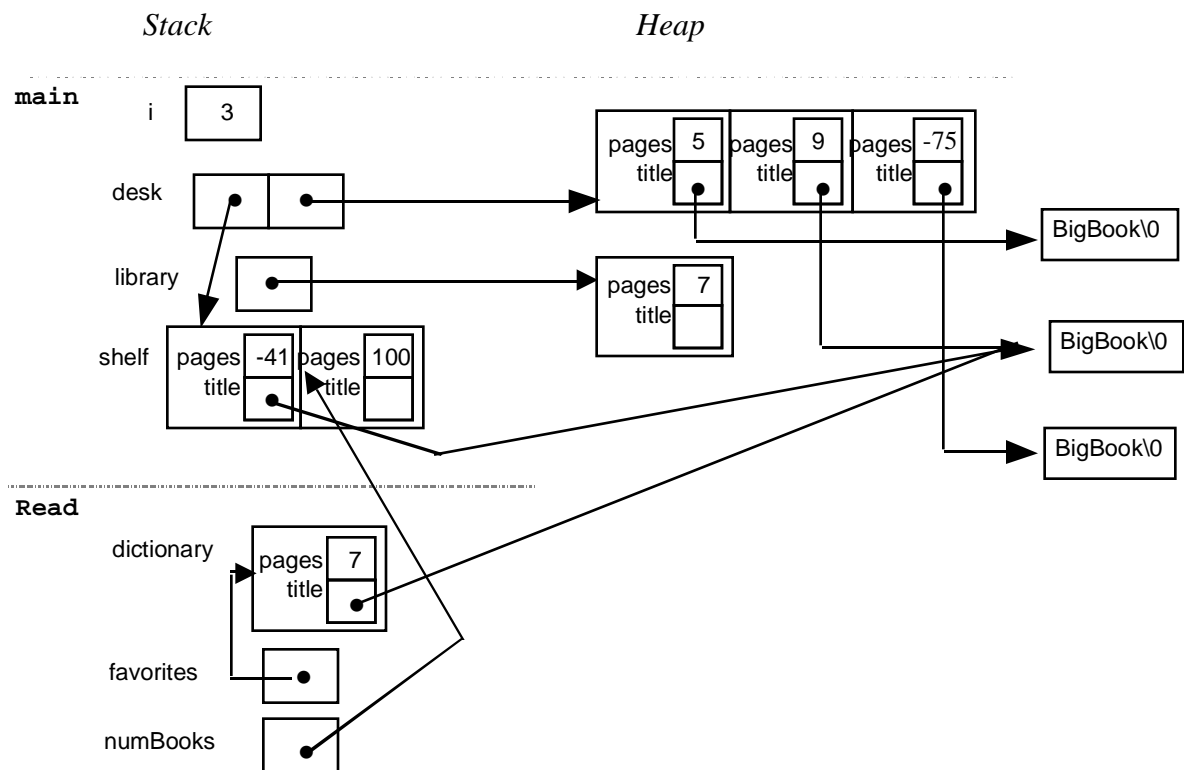 Stack Heap
main
i 3
pages 5 pages 9 pages -75
title title title
desk
BigBook\0
library
pages 7
title
shelf pages -41 pages 100
title title
BigBook\0
BigBook\0
Read
dictionary
pages 7
title
favorites
numBooks